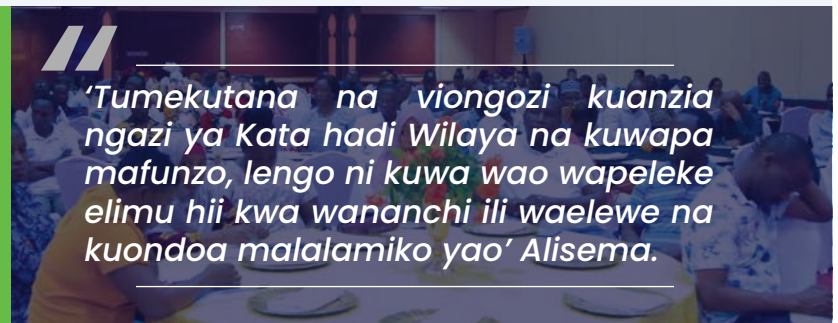 ‘Tumekutana na viongozi kuanzia
ngazi ya Kata hadi Wilaya na kuwapa
mafunzo, lengo ni kuwa wao wapeleke
elimu hii kwa wananchi ili waelewe na
kuondoa malalamiko yao’ Alisema.